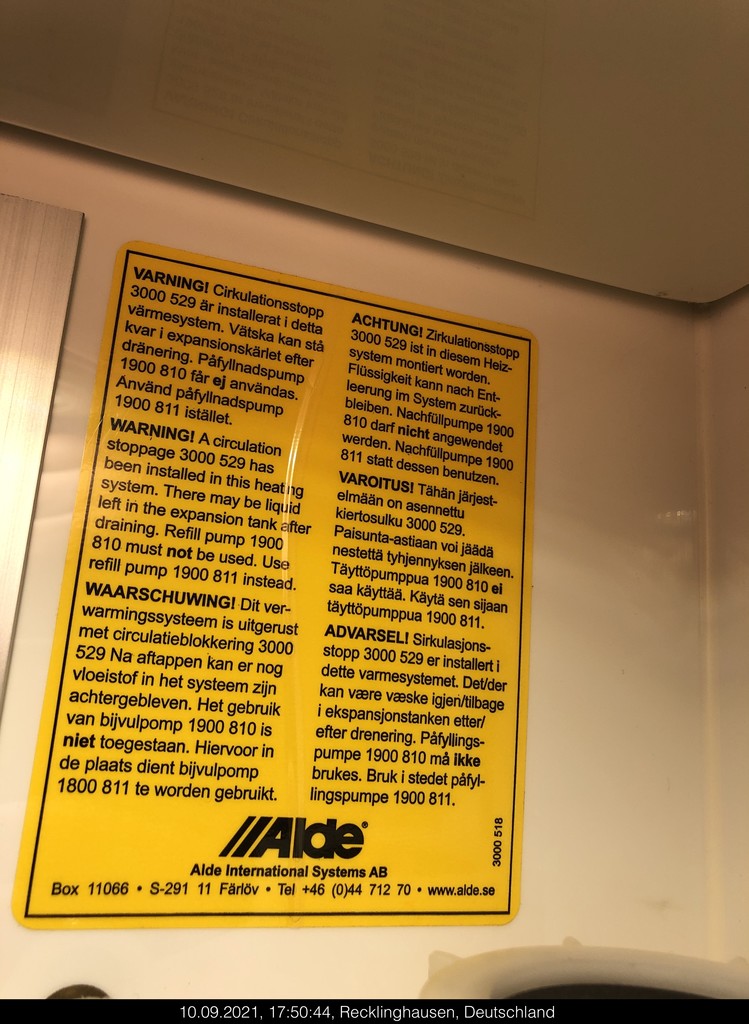 VARNING! Cirkulationsstopp
3000 529 är installerat i detta
värmesystem. Vätska kan stå
kvar i expansionskärlet efter
dränering. Påfyllnadspump
1900 810 får ej användas.
Använd påfyllnadspump
1900 811 istället.
WARNING! A circulation
stoppage 3000 529 has
been installed in this heating
system. There may be liquid
left in the expansion tank after
draining. Refill pump 1900
810 must not be used. Use
refill pump 1900 811 instead.
WAARSCHUWING! Dit ver-
warmingssysteem is uitgerust
met circulatieblokkering 3000
529 Na aftappen kan er nog
vloeistof in het systeem zijn
achtergebleven. Het gebruik
van bijvulpomp 1900 810 is
niet toegestaan. Hiervoor in
de plaats dient bijvulpomp
1800 811 te worden gebruikt.
ACHTUNG! Zirkulationsstopp
3000 529 ist in diesem Heiz-
system montiert worden.
Flüssigkeit kann nach Ent-
leerung im System zurück-
bleiben. Nachfüllpumpe 1900
810 darf nicht angewendet
werden. Nachfüllpumpe 1900
811 statt dessen benutzen.
VAROITUS! Tähän järjest-
elmään on asennettu
kiertosulku 3000 529.
Paisunta-astiaan voi jäädä
nestettä tyhjennyksen jälkeen.
Täyttöpumppua 1900 810 ei
saa käyttää. Käytä sen sijaan
täyttöpumppua 1900 811.
ADVARSEL! Sirkulasjons-
stopp 3000 529 er installert i
dette varmesystemet. Det/der
kan være væske igjen/tilbage
i ekspansjonstanken etter/
efter drenering. Påfyllings-
pumpe 1900 810 må ikke
brukes. Bruk i stedet påfyl-
lingspumpe 1900 811.
Alde®
3000 518
Alde International Systems AB
Box 11066 • S-291 11 Färlöv • Tel +46 (0)44 712 70 • www.alde.se
10.09.2021, 17:50:44, Recklinghausen, Deutschland